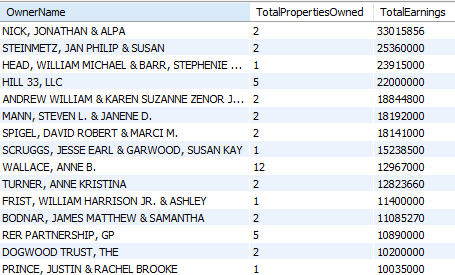 OwnerName TotalPropertiesOwned TotalEarnings
NICK, JONATHAN & ALPA 2 33015856
STEINMETZ, JAN PHILIP & SUSAN 2 25360000
HEAD, WILLIAM MICHAEL & BARR, STEPHENIE ... 1 23915000
HILL 33, LLC 5 22000000
ANDREW WILLIAM & KAREN SUZANNE ZENOR J... 2 18844800
MANN, STEVEN L. & JANENE D. 2 18192000
SPIGEL, DAVID ROBERT & MARCI M. 2 18141000
SCRUGGS, JESSE EARL & GARWOOD, SUSAN KAY 1 15238500
WALLACE, ANNE B. 12 12967000
TURNER, ANNE KRISTINA 2 12823660
FRIST, WILLIAM HARRISON JR. & ASHLEY 1 11400000
BODNAR, JAMES MATTHEW & SAMANTHA 2 11085270
RER PARTNERSHIP, GP 5 10890000
DOGWOOD TRUST, THE 2 10200000
PRINCE, JUSTIN & RACHEL BROOKE 1 10035000